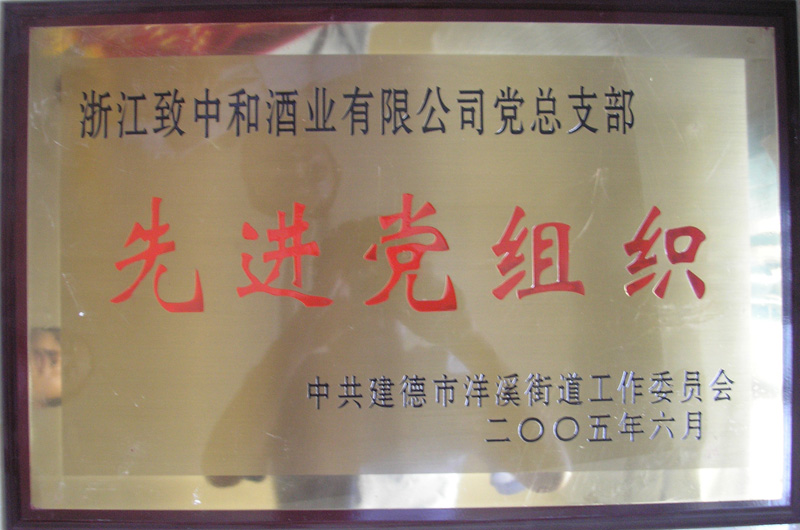 浙江致中和酒业有限公司党总支部
先进党组织
中共建德市洋溪街道工作委员会
二〇〇五年六月